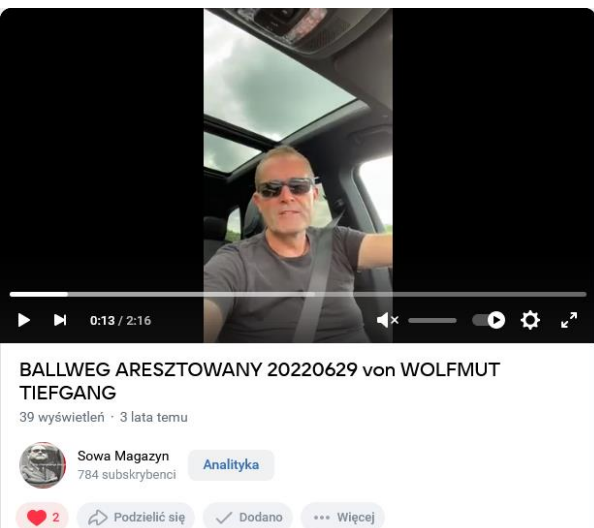 0:13 / 2:16
BALLWEG ARESZTOWANY 20220629 von WOLFMUT
TIEFGANG
39 wyświetleń · 3 lata temu
Sowa Magazyn
784 subskrybenci
Analityka
2
Podzielić się
Dodano
Więcej